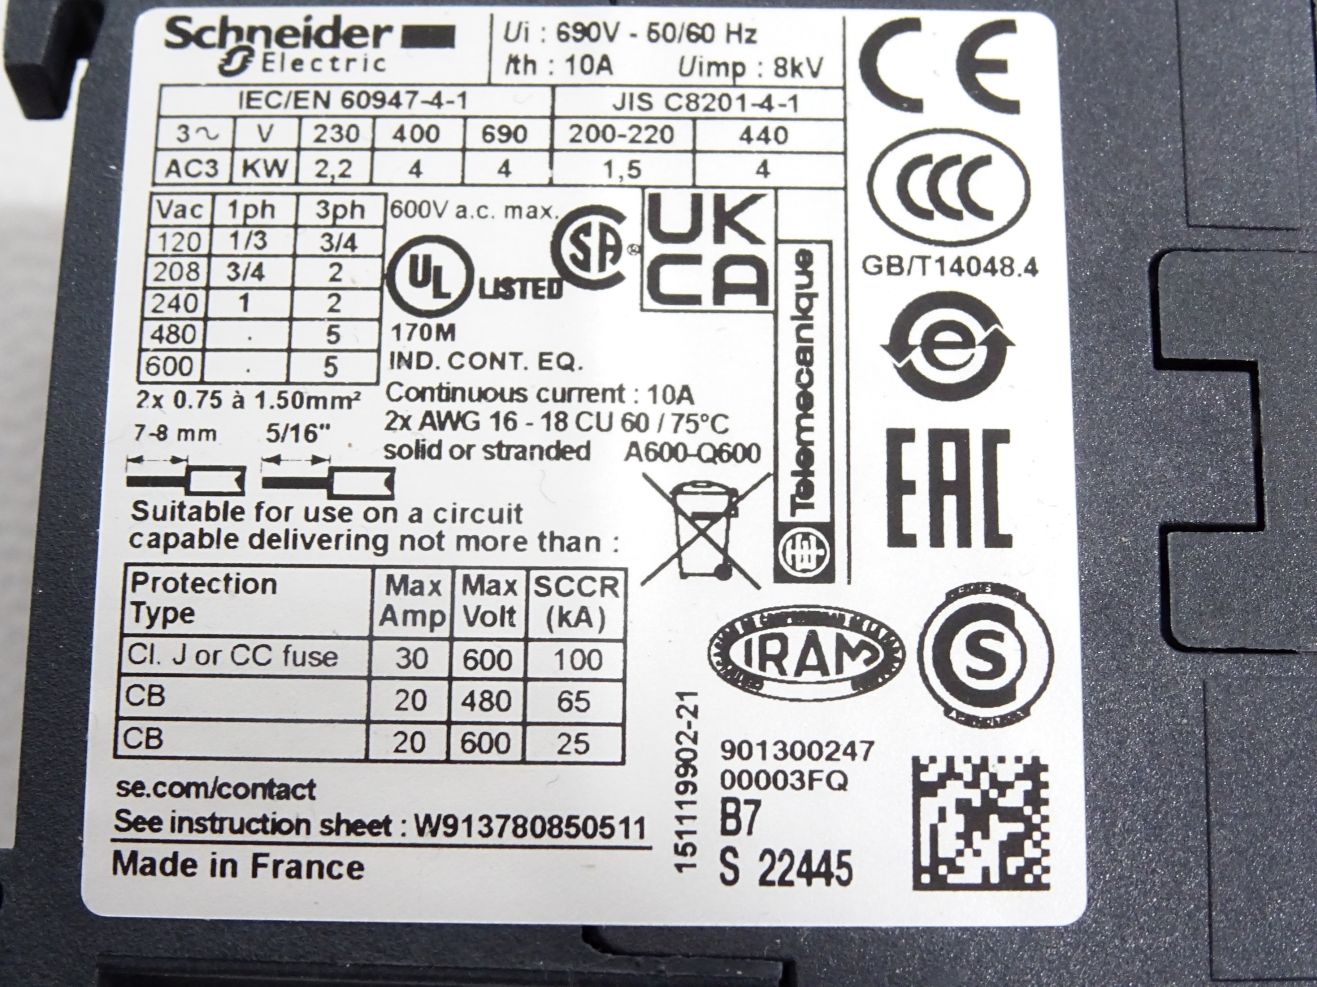 Schneider
Electric
Ui : 690V - 50/60 Hz
Ith : 10A Uimp : 8kV
IEC/EN 60947-4-1 JIS C8201-4-1
3~ V 230 400 690 200-220 440
AC3 KW 2,2 4 4 1,5 4
Vac 1ph 3ph
120 1/3 3/4
208 3/4 2
240 1 2
480 . 5
600 . 5
2x 0.75 à 1.50mm²
7-8 mm 5/16"
600V a.c. max.
UL LISTED
SA ®
170M
IND. CONT. EQ.
Continuous current : 10A
2x AWG 16 - 18 CU 60 / 75°C
solid or stranded A600-Q600
UK
CA
Telemecanique
CE
CCC
GB/T14048.4
e
EAC
Suitable for use on a circuit
capable delivering not more than :
Protection Type Max Amp Max Volt SCCR (kA)
Cl. J or CC fuse 30 600 100
CB 20 480 65
CB 20 600 25
IRAM
S
se.com/contact
See instruction sheet : W913780850511
Made in France
151119902-21
901300247
00003FQ
B7
S 22445